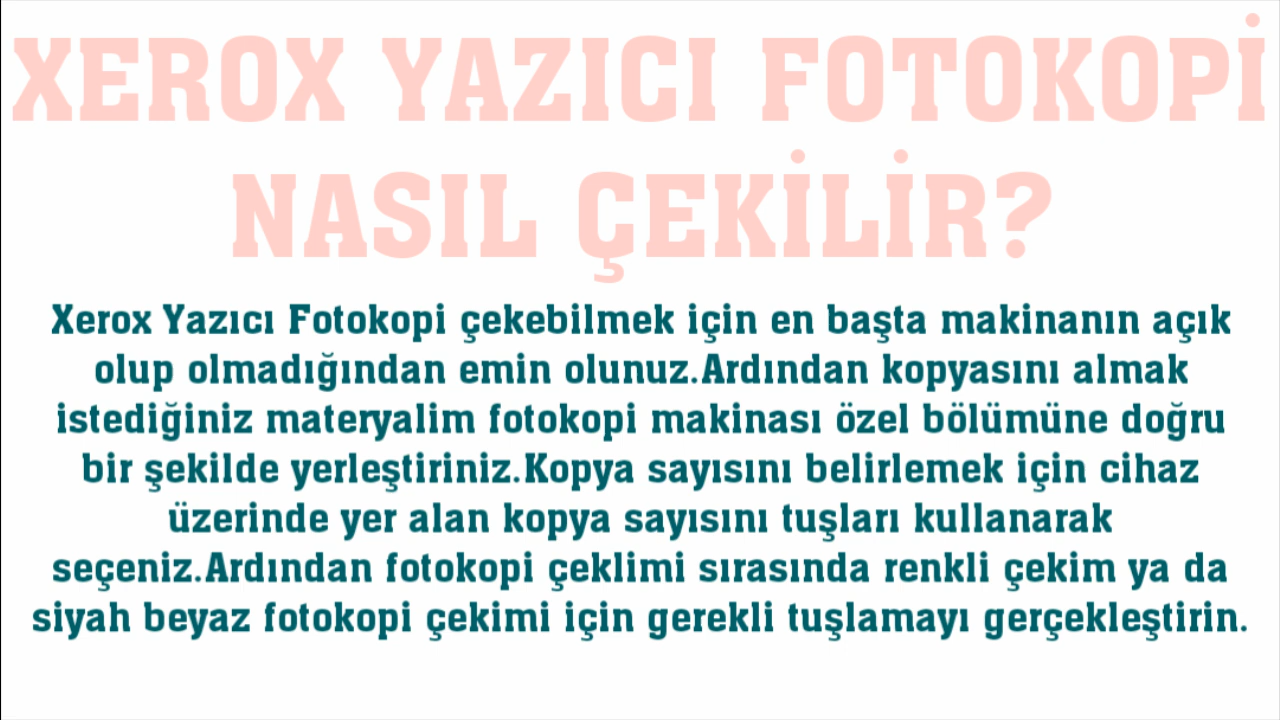 XEROX YAZICI FOTOKOPİ
NASIL ÇEKİLİR?
Xerox Yazıcı Fotokopi çekebilmek için en başta makinanın açık
olup olmadığından emin olunuz.Ardından kopyasını almak
istediğiniz materyalim fotokopi makinası özel bölümüne doğru
bir şekilde yerleştiriniz.Kopya sayısını belirlemek için cihaz
üzerinde yer alan kopya sayısını tuşları kullanarak
seçeniz.Ardından fotokopi çeklimi sırasında renkli çekim ya da
siyah beyaz fotokopi çekimi için gerekli tuşlamayı gerçekleştirin.